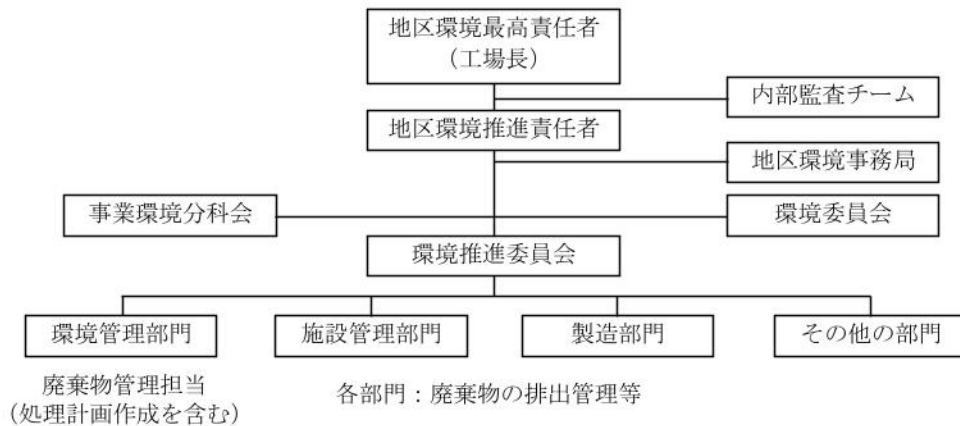 地区環境最高責任者
（工場長）
内部監査チーム
地区環境推進責任者
地区環境事務局
事業環境分科会
環境委員会
環境推進委員会
環境管理部門
施設管理部門
製造部門
その他の部門
廃棄物管理担当
（処理計画作成を含む）
各部門：廃棄物の排出管理等